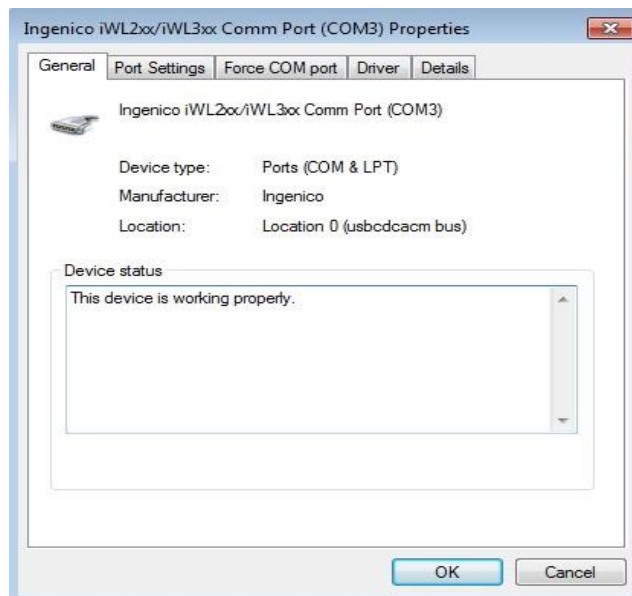 Ingenico iWL2xx/iWL3xx Comm Port (COM3) Properties
General Port Settings Force COM port Driver Details
Ingenico iWL2xx/iWL3xx Comm Port (COM3)
Device type: Ports (COM & LPT)
Manufacturer: Ingenico
Location: Location 0 (usbcdcacm bus)
Device status
This device is working properly.
OK Cancel